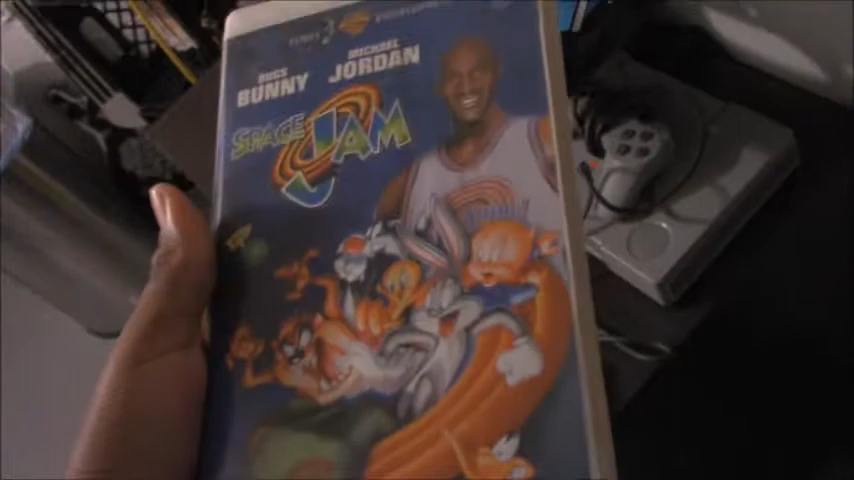 BUGS
BUNNY
MICHAEL
JORDAN
SPACE
JAM